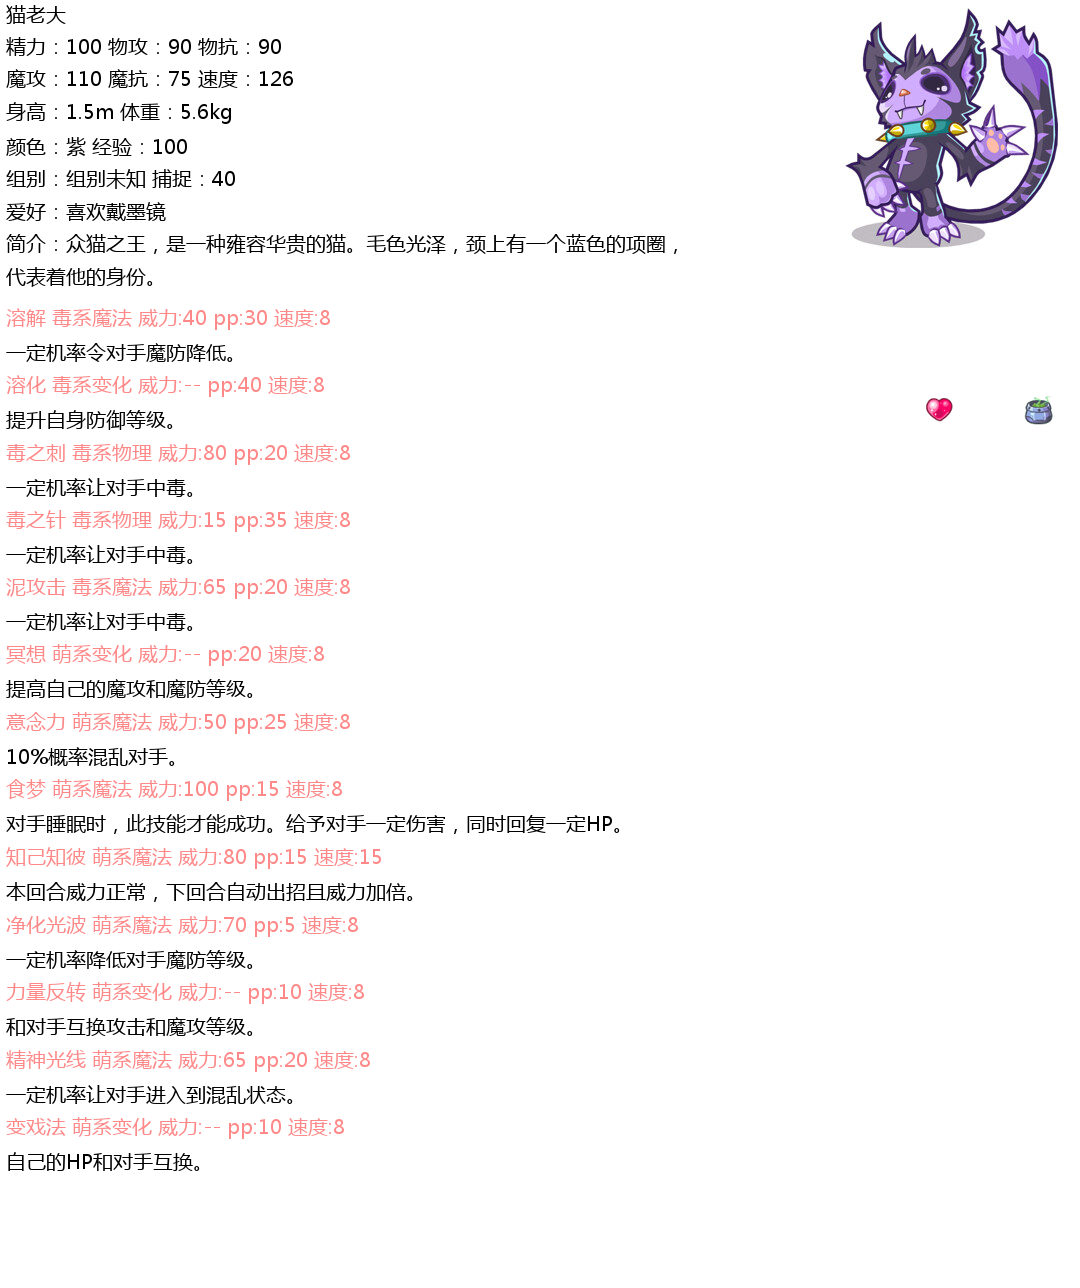 猫老大
精力：100 物攻：90 物抗：90
魔攻：110 魔抗：75 速度：126
身高：1.5m 体重：5.6kg
颜色：紫 经验：100
组别：组别未知 捕捉：40
爱好：喜欢戴墨镜
简介：众猫之王，是一种雍容华贵的猫。毛色光泽，颈上有一个蓝色的项圈，
代表着他的身份。
溶解 毒系魔法 威力:40 pp:30 速度:8
一定机率令对手魔防降低。
溶化 毒系变化 威力:-- pp:40 速度:8
提升自身防御等级。
毒之刺 毒系物理 威力:80 pp:20 速度:8
一定机率让对手中毒。
毒之针 毒系物理 威力:15 pp:35 速度:8
一定机率让对手中毒。
泥攻击 毒系魔法 威力:65 pp:20 速度:8
一定机率让对手中毒。
冥想 萌系变化 威力:-- pp:20 速度:8
提高自己的魔攻和魔防等级。
意念力 萌系魔法 威力:50 pp:25 速度:8
10%概率混乱对手。
食梦 萌系魔法 威力:100 pp:15 速度:8
对手睡眠时，此技能才能成功。给予对手一定伤害，同时回复一定HP。
知己知彼 萌系魔法 威力:80 pp:15 速度:15
本回合威力正常，下回合自动出招且威力加倍。
净化光波 萌系魔法 威力:70 pp:5 速度:8
一定机率降低对手魔防等级。
力量反转 萌系变化 威力:-- pp:10 速度:8
和对手互换攻击和魔攻等级。
精神光线 萌系魔法 威力:65 pp:20 速度:8
一定机率让对手进入到混乱状态。
变戏法 萌系变化 威力:-- pp:10 速度:8
自己的HP和对手互换。